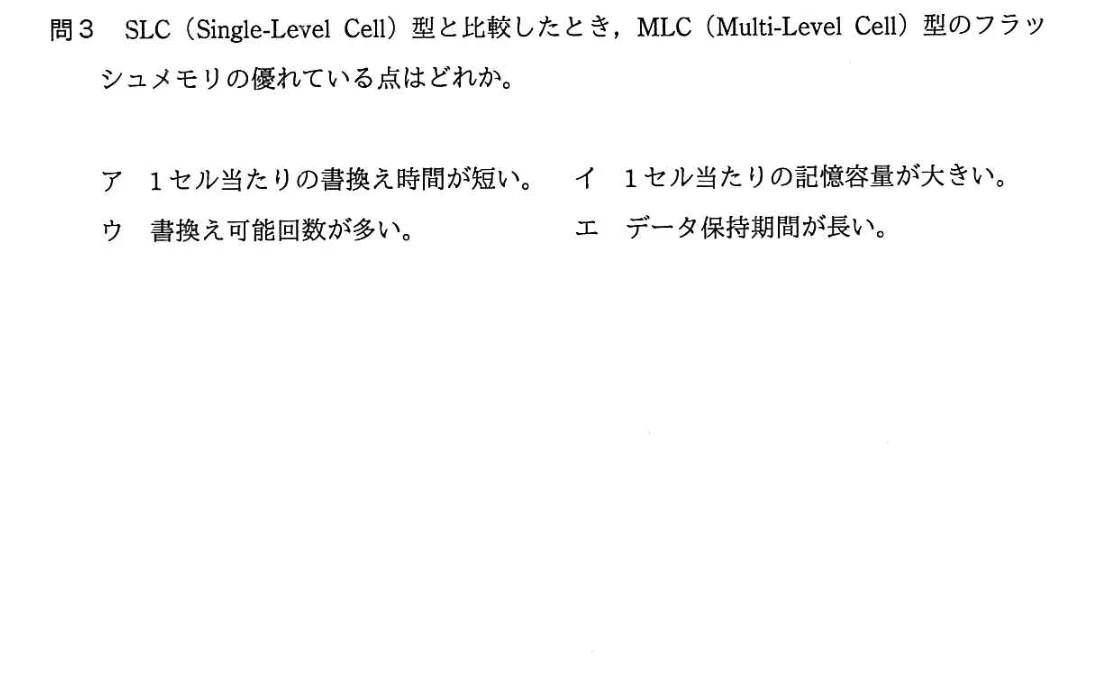 問3 SLC（Single-Level Cell）型と比較したとき，MLC（Multi-Level Cell）型のフラッ
シュメモリの優れている点はどれか。
ア 1セル当たりの書換え時間が短い。 イ 1セル当たりの記憶容量が大きい。
ウ 書換え可能回数が多い。 エ データ保持期間が長い。